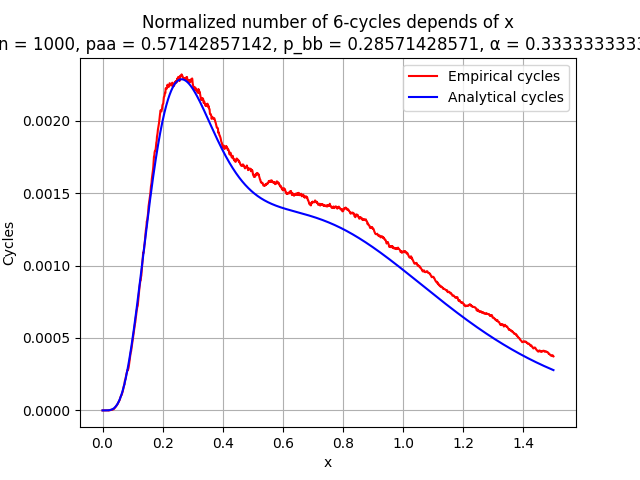 Normalized number of 6-cycles depends of x
n = 1000, paa = 0.57142857142, p_bb = 0.28571428571, α = 0.3333333333
Empirical cycles
Analytical cycles
0.0020
0.0015
0.0010
0.0005
0.0000
Cycles
0.0 0.2 0.4 0.6 0.8 1.0 1.2 1.4
x